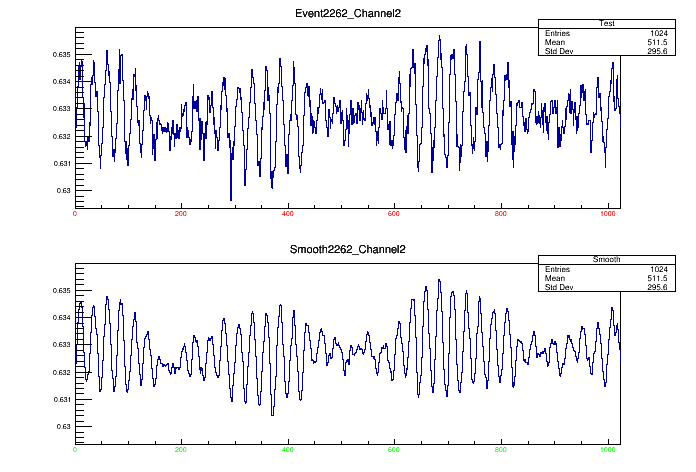 Event2262_Channel2
Test
Entries 1024
Mean 511.5
Std Dev 295.6
0.635
0.634
0.633
0.632
0.631
0.63
0 200 400 600 800 1000
Smooth2262_Channel2
Smooth
Entries 1024
Mean 511.5
Std Dev 295.6
0.635
0.634
0.633
0.632
0.631
0.63
0 200 400 600 800 1000